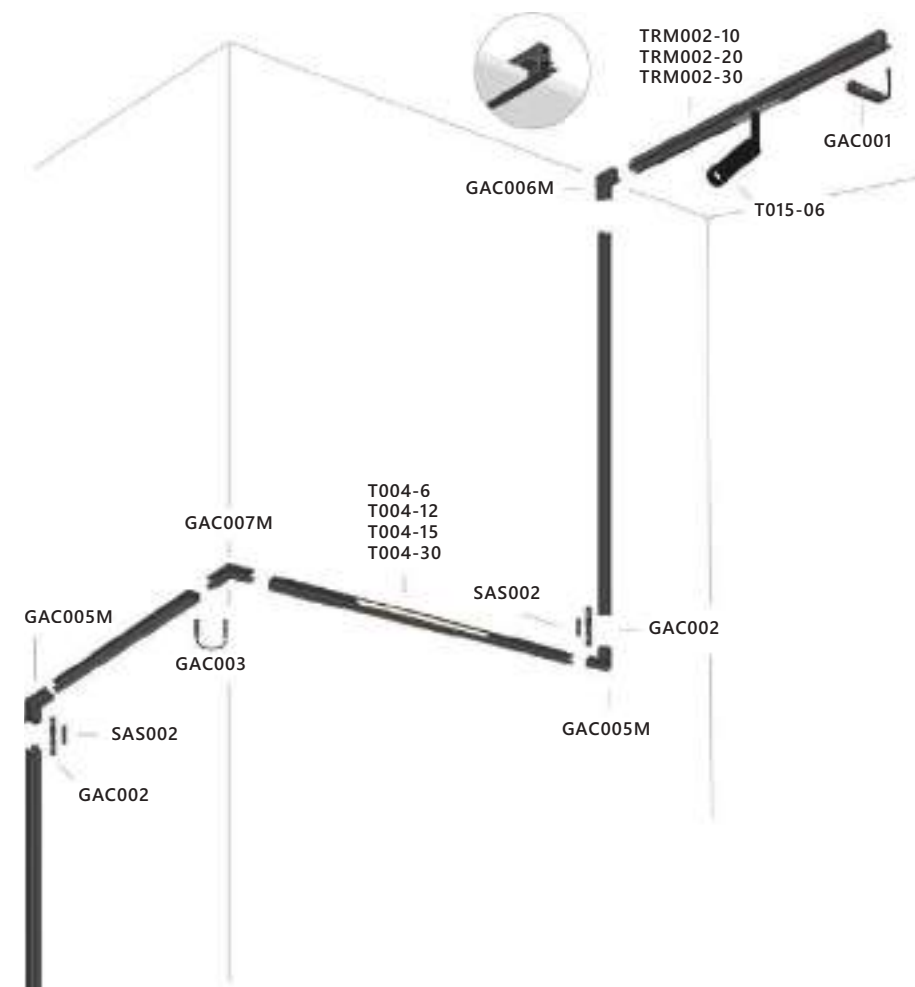 TRM002-10
TRM002-20
TRM002-30
GAC001
GAC006M
T015-06
T004-6
T004-12
T004-15
T004-30
GAC007M
SAS002
GAC005M
GAC002
GAC003
GAC005M
SAS002
GAC002